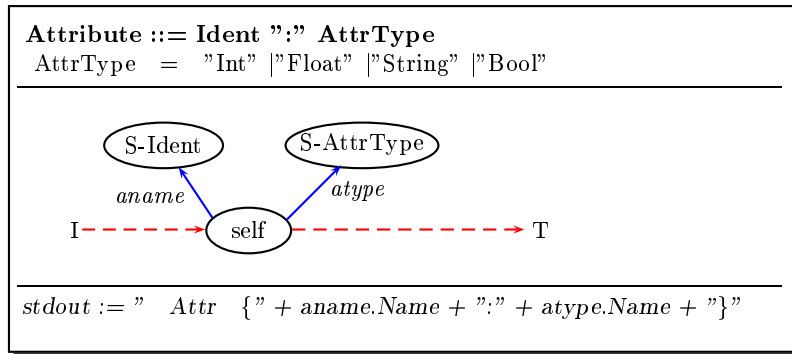 Attribute ::= Ident ”:” AttrType
AttrType = ”Int” |”Float” |”String” |”Bool”
S-Ident S-AttrType
aname atype
I self T
stdout := ” Attr {” + aname.Name + ”:” + atype.Name + ”}”